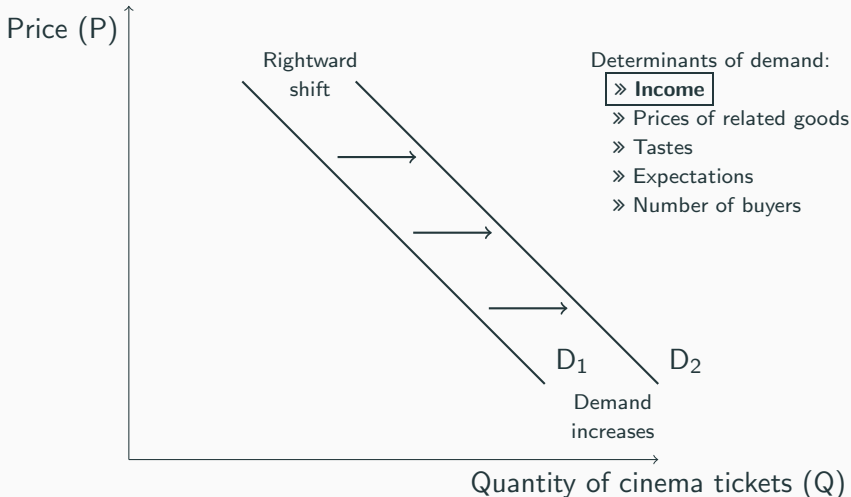 Price (P)
Rightward
shift
Determinants of demand:
» Income
» Prices of related goods
» Tastes
» Expectations
» Number of buyers
D₁
D₂
Demand
increases
Quantity of cinema tickets (Q)